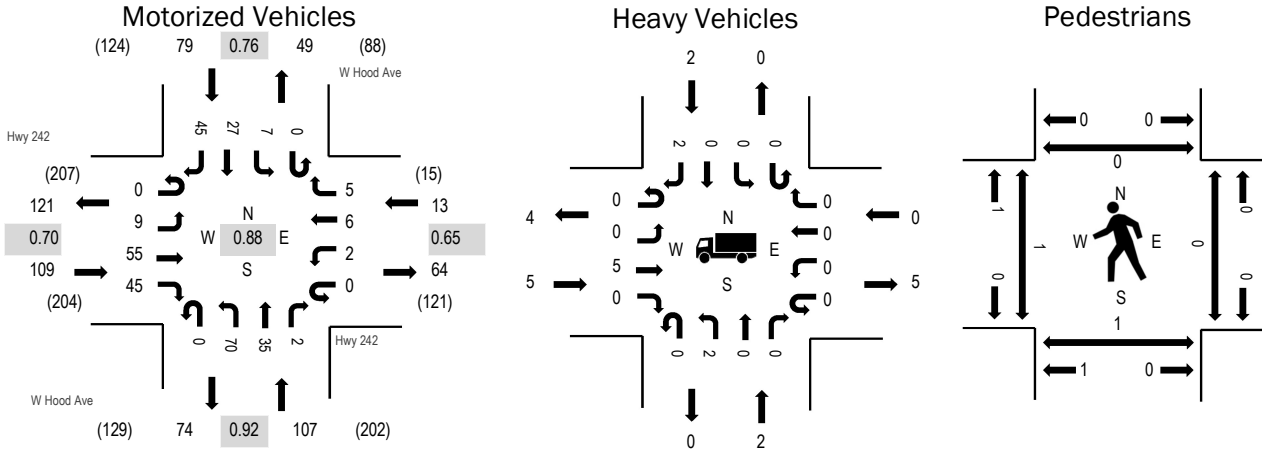 Motorized Vehicles
(124) 79 0.76 49 (88)
W Hood Ave
Hwy 242
45 27 7 0
(207)
121
0.70
109
(204)
0
9
55
45
N
W 0.88 E
S
5
6
2
0
(15)
13
0.65
64
(121)
0 70 35 2
Hwy 242
W Hood Ave
(129) 74 0.92 107 (202)
Heavy Vehicles
2 0
2 0 0 0
4
5
0
0
5
0
N
W E
S
0
0
0
0
0
5
0 2 0 0
0 2
Pedestrians
0 0
0
1
0
1
N
W E
S
0
0
0
1
1 0